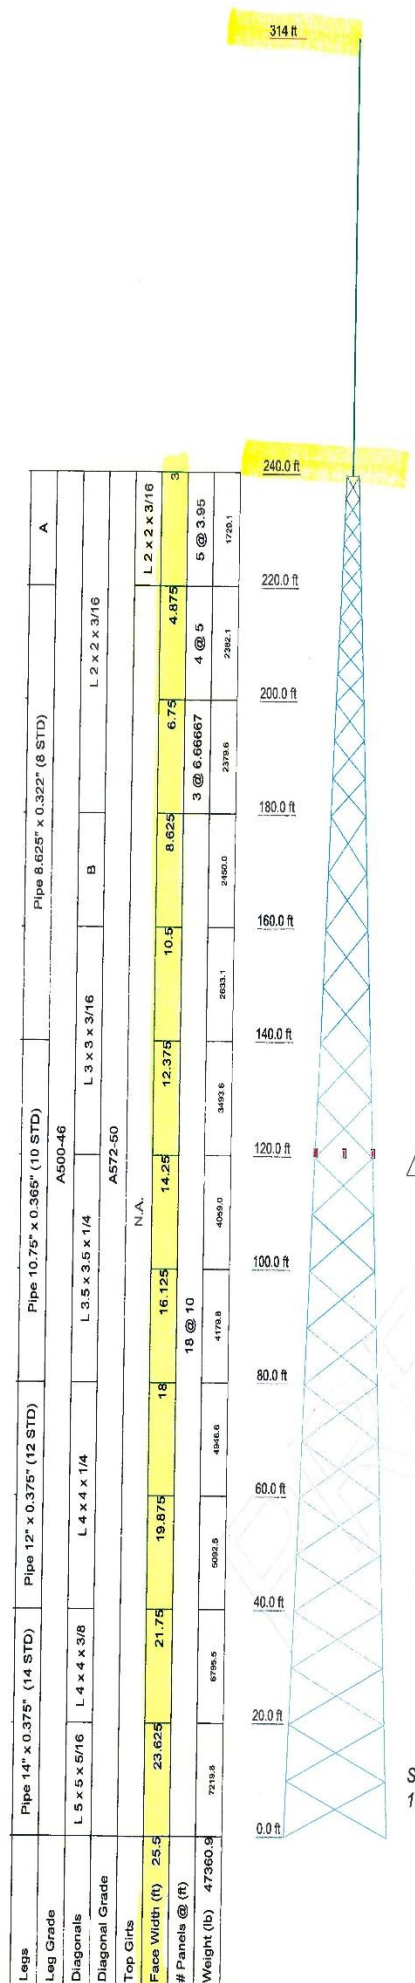 314 ft
240.0 ft
220.0 ft
200.0 ft
180.0 ft
160.0 ft
140.0 ft
120.0 ft
100.0 ft
80.0 ft
60.0 ft
40.0 ft
20.0 ft
0.0 ft
Legs
Pipe 14" x 0.375" (14 STD)
Pipe 12" x 0.375" (12 STD)
Pipe 10.75" x 0.365" (10 STD)
Pipe 8.625" x 0.322" (8 STD)
Leg Grade
A500-46
Diagonals
L 5 x 5 x 5/16
L 4 x 4 x 3/8
L 4 x 4 x 1/4
L 3.5 x 3.5 x 1/4
L 3 x 3 x 3/16
B
L 2 x 2 x 3/16
A
Diagonal Grade
A572-50
Top Girts
N.A.
L 2 x 2 x 3/16
Face Width (ft) 25.5
23.625
21.75
19.875
18
16.125
14.25
12.375
10.5
8.625
6.75
4.875
3
# Panels @ (ft)
18 @ 10
3 @ 6.66667
4 @ 5
5 @ 3.95
Weight (lb) 47360.9
7219.8
6795.5
5092.5
4946.6
4179.8
4069.0
3493.6
2633.1
2450.0
2379.6
2382.1
1720.1
S
1